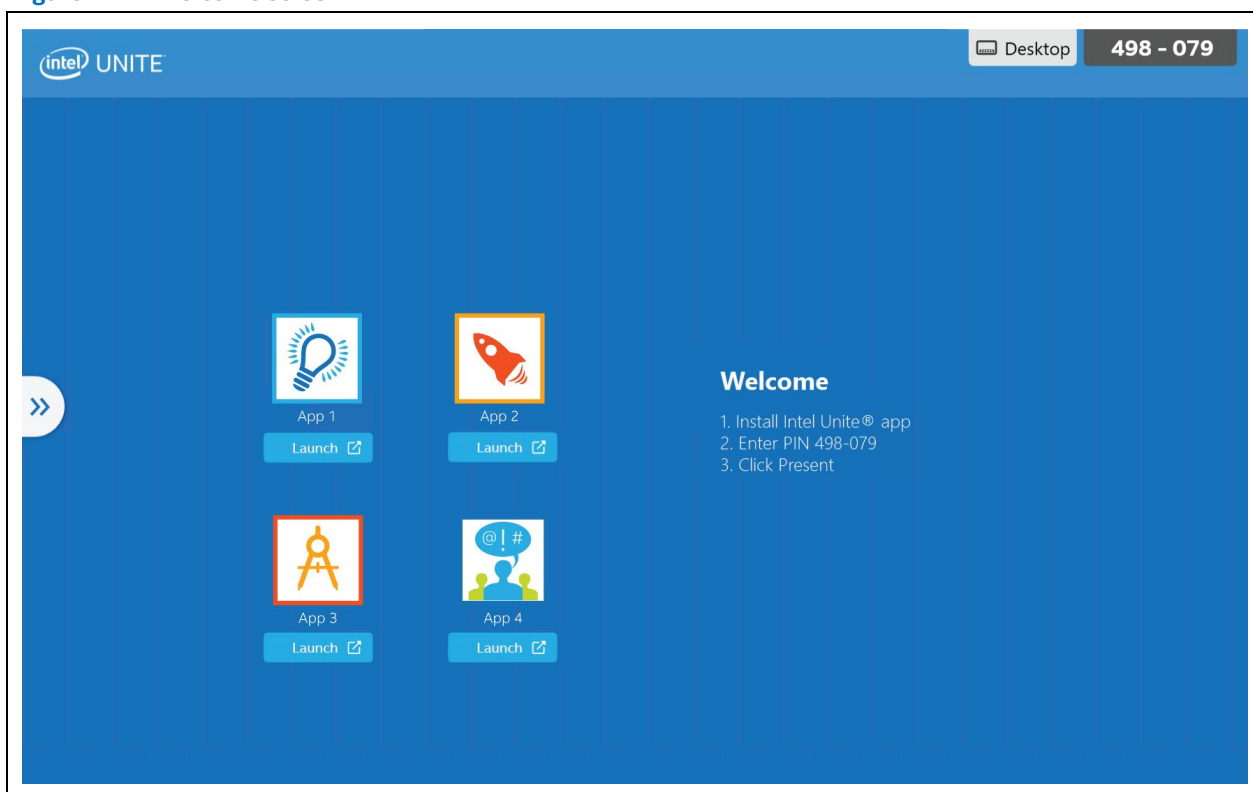 intel UNITE
Desktop
498 - 079
App 1
App 2
Launch
Launch
Welcome
1. Install Intel Unite® app
2. Enter PIN 498-079
3. Click Present
@!#
App 3
App 4
Launch
Launch